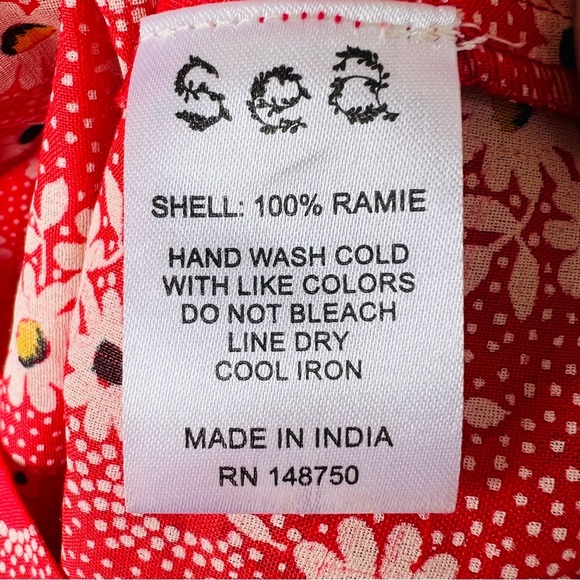 Sea
SHELL: 100% RAMIE
HAND WASH COLD
WITH LIKE COLORS
DO NOT BLEACH
LINE DRY
COOL IRON
MADE IN INDIA
RN 148750